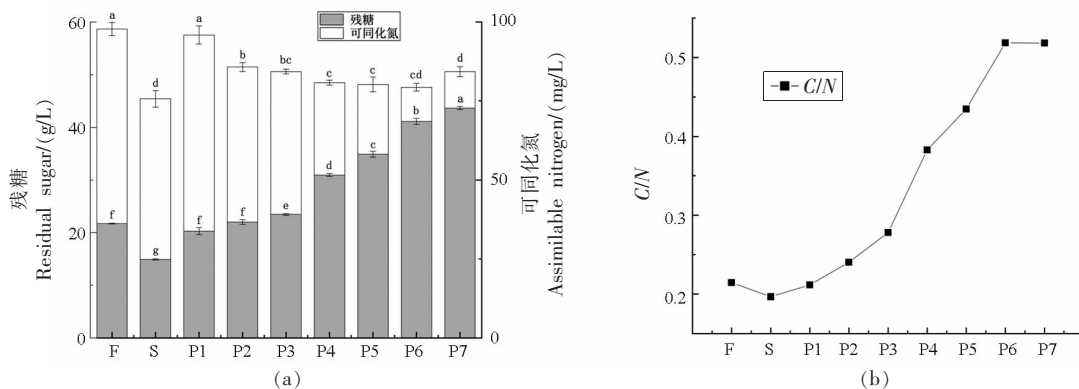 60
40
20
0
残糖
Residual sugar/(g/L)
残糖
可同化氮
a
d
a
b
bc
c
c
cd
d
f
g
f
f
e
d
c
b
a
100
50
0
可同化氮
Assimilable nitrogen/(mg/L)
F S P1 P2 P3 P4 P5 P6 P7
(a)
0.5
0.4
0.3
0.2
C/N
C/N
F S P1 P2 P3 P4 P5 P6 P7
(b)